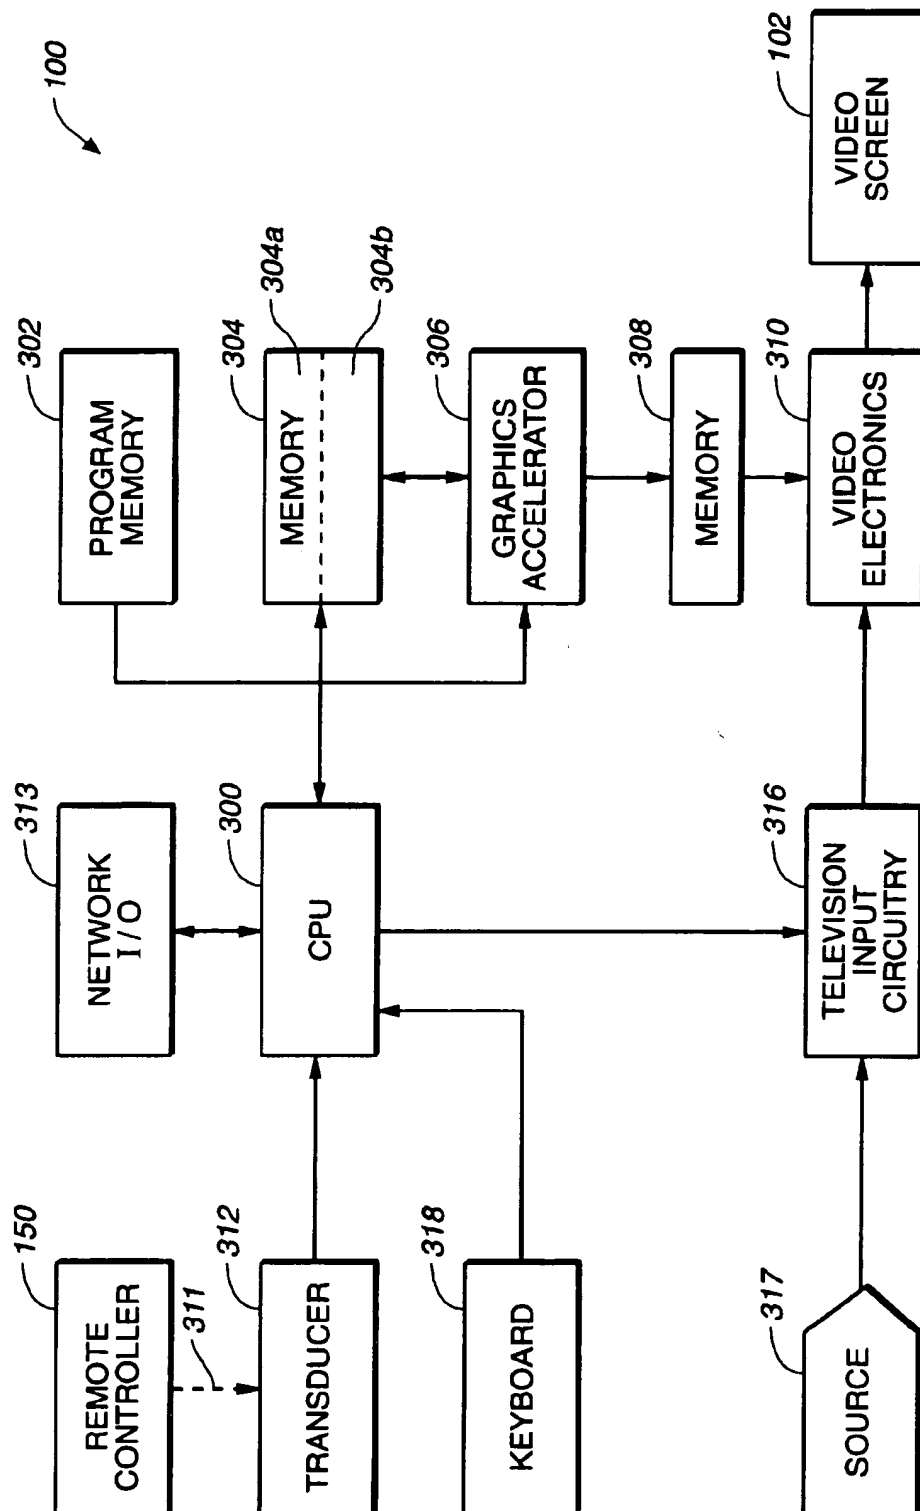 100
150
REMOTE
CONTROLLER
311
312
TRANSDUCER
318
KEYBOARD
317
SOURCE
313
NETWORK
I/O
300
CPU
316
TELEVISION
INPUT
CIRCUITRY
302
PROGRAM
MEMORY
304
MEMORY
304a
304b
306
GRAPHICS
ACCELERATOR
308
MEMORY
310
VIDEO
ELECTRONICS
102
VIDEO
SCREEN